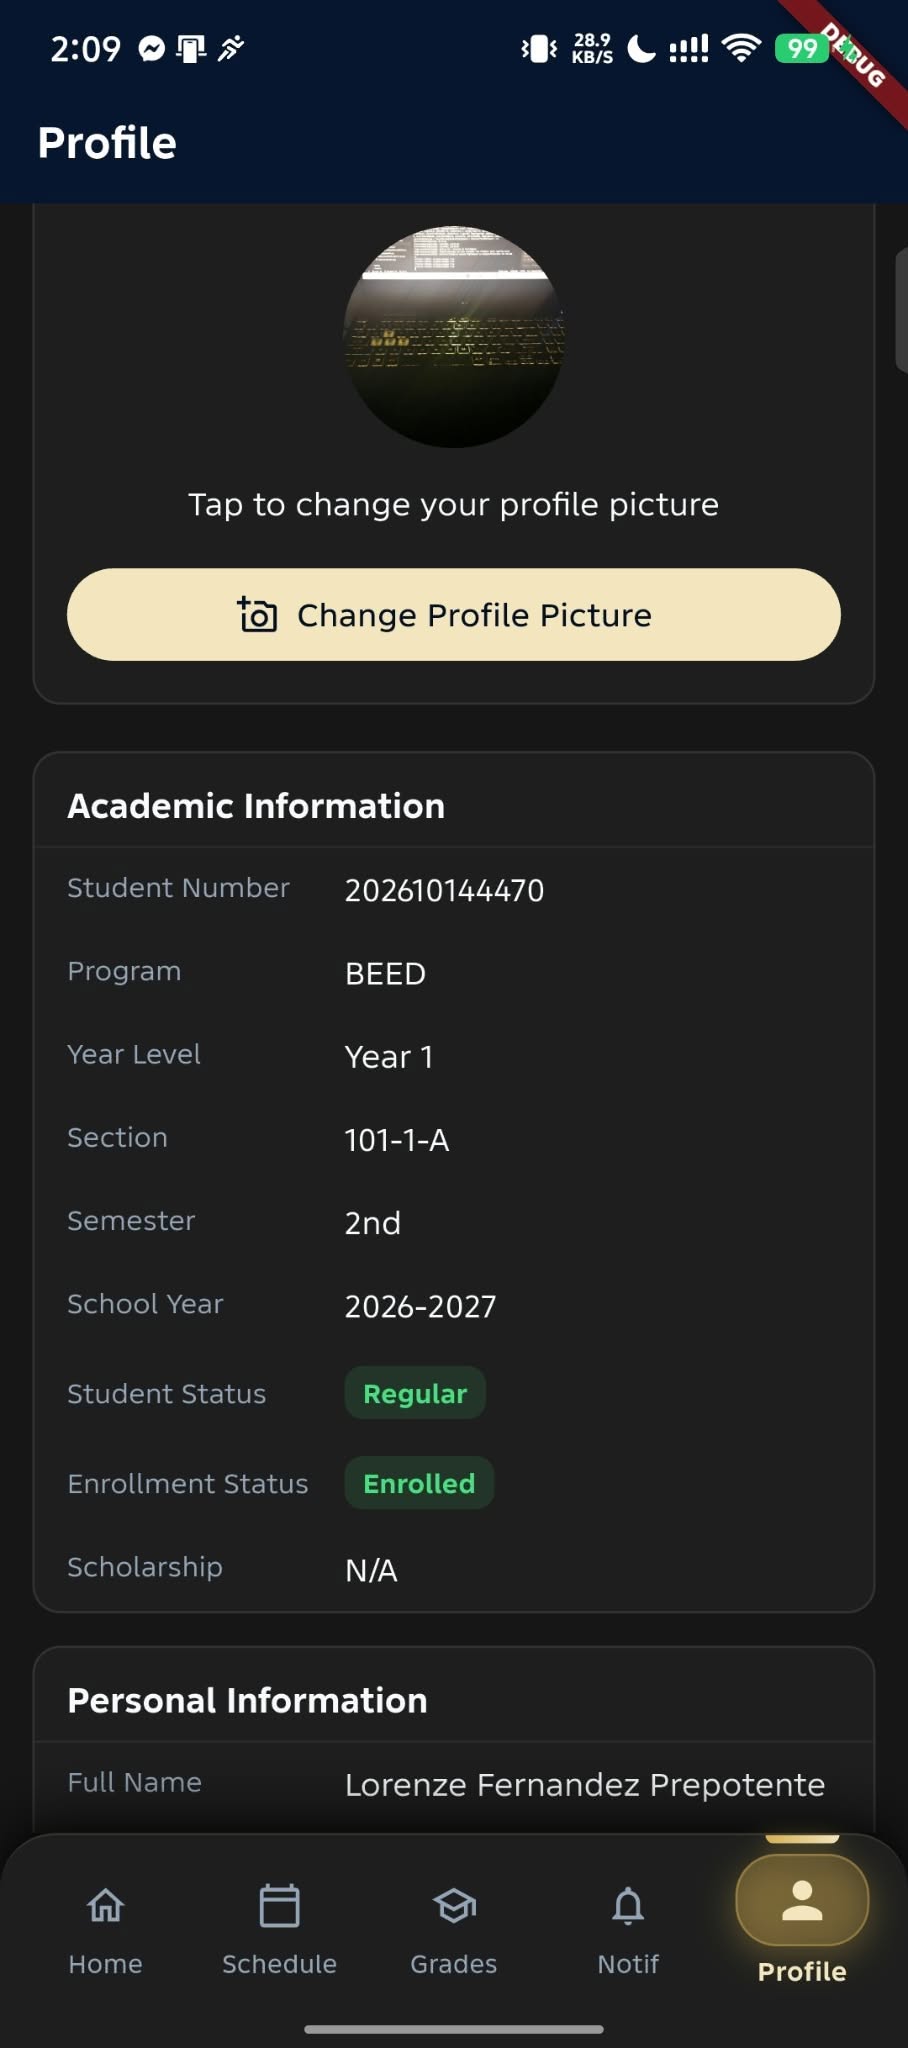 2:09
28.9
KB/S
99
DEBUG
Profile
Tap to change your profile picture
Change Profile Picture
Academic Information
Student Number 202610144470
Program BEED
Year Level Year 1
Section 101-1-A
Semester 2nd
School Year 2026-2027
Student Status Regular
Enrollment Status Enrolled
Scholarship N/A
Personal Information
Full Name Lorenze Fernandez Prepotente
Home Schedule Grades Notif Profile